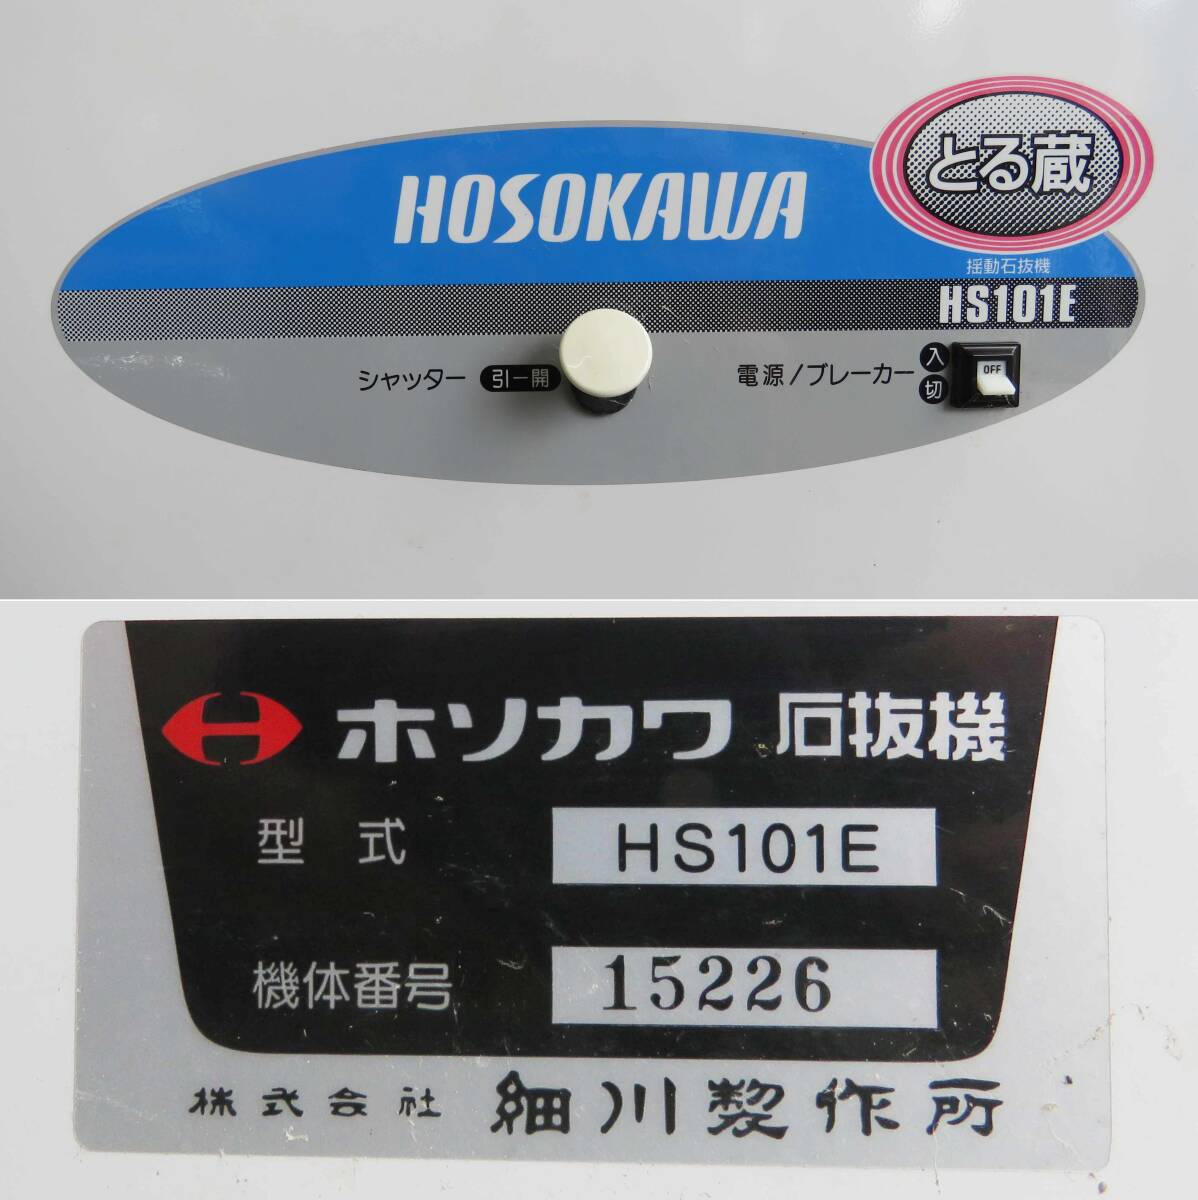 HOSOKAWA
とる蔵
揺動石抜機
HS101E
シャッター 引－開
電源/ブレーカー 入 切
OFF
ホソカワ 石抜機
型式 HS101E
機体番号 15226
株式会社 細川製作所